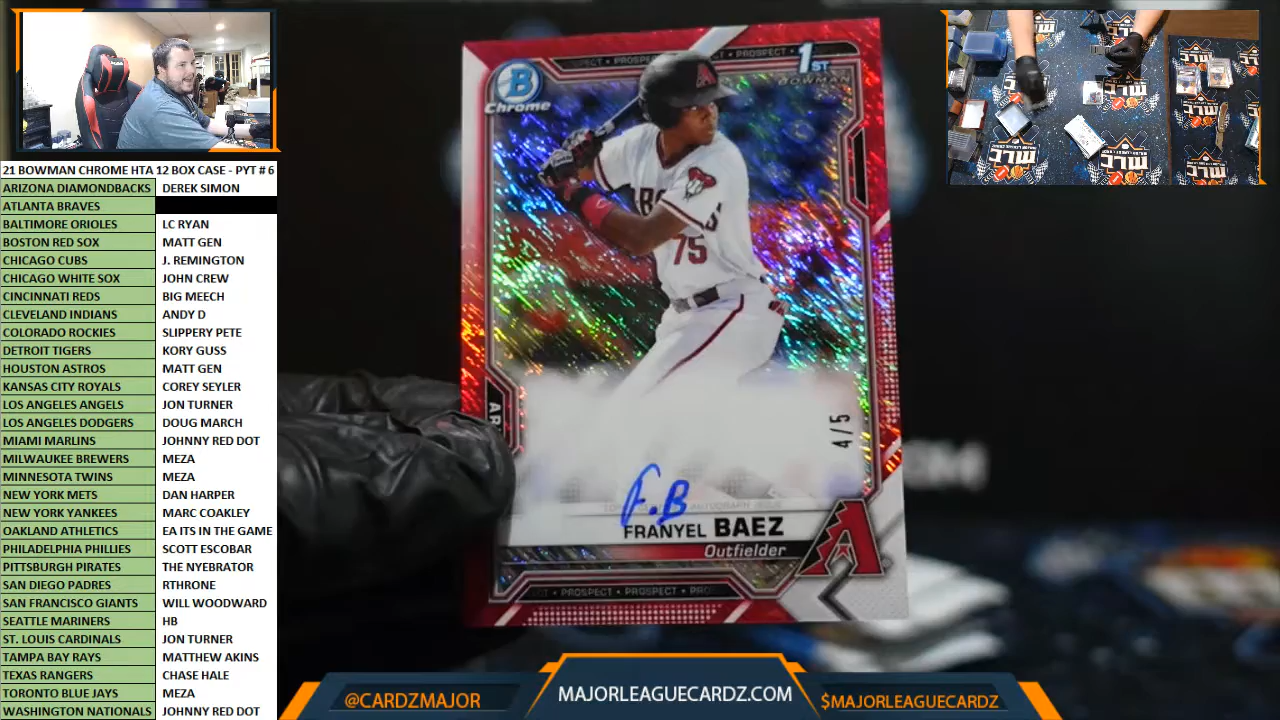 21 BOWMAN CHROME HTA 12 BOX CASE - PYT # 6
ARIZONA DIAMONDBACKS DEREK SIMON
ATLANTA BRAVES
BALTIMORE ORIOLES LC RYAN
BOSTON RED SOX MATT GEN
CHICAGO CUBS J. REMINGTON
CHICAGO WHITE SOX JOHN CREW
CINCINNATI REDS BIG MEECH
CLEVELAND INDIANS ANDY D
COLORADO ROCKIES SLIPPERY PETE
DETROIT TIGERS KORY GUSS
HOUSTON ASTROS MATT GEN
KANSAS CITY ROYALS COREY SEYLER
LOS ANGELES ANGELS JON TURNER
LOS ANGELES DODGERS DOUG MARCH
MIAMI MARLINS JOHNNY RED DOT
MILWAUKEE BREWERS MEZA
MINNESOTA TWINS MEZA
NEW YORK METS DAN HARPER
NEW YORK YANKEES MARC COAKLEY
OAKLAND ATHLETICS EA ITS IN THE GAME
PHILADELPHIA PHILLIES SCOTT ESCOBAR
PITTSBURGH PIRATES THE NYEBRATOR
SAN DIEGO PADRES RTHRONE
SAN FRANCISCO GIANTS WILL WOODWARD
SEATTLE MARINERS HB
ST. LOUIS CARDINALS JON TURNER
TAMPA BAY RAYS MATTHEW AKINS
TEXAS RANGERS CHASE HALE
TORONTO BLUE JAYS MEZA
WASHINGTON NATIONALS JOHNNY RED DOT
PROSPECT • PROSPECT •
1ST
BOWMAN
B
Chrome
75
4/5
F.B
FRANYEL BAEZ
Outfielder
• PROSPECT • PROSPECT •
@CARDZMAJOR
MAJORLEAGUECARDZ.COM
$MAJORLEAGUECARDZ